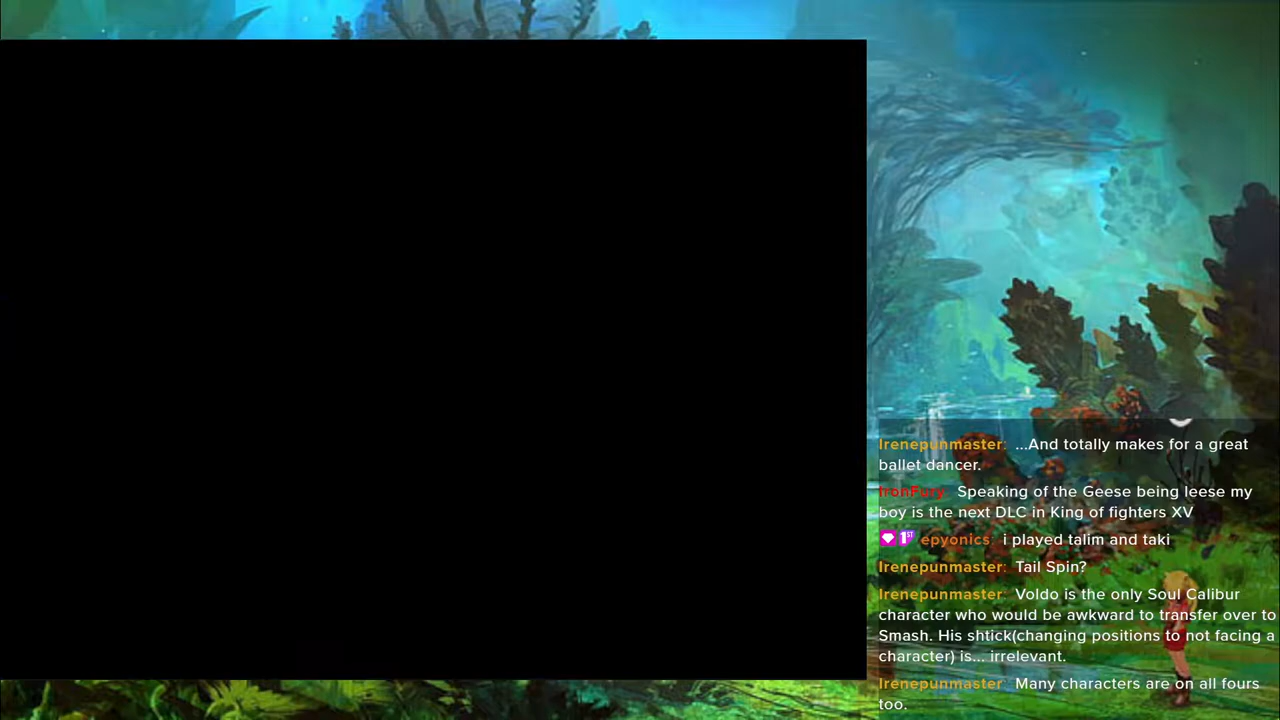 Irenepunmaster: ...And totally makes for a great
ballet dancer.
IronFury: Speaking of the Geese being leese my
boy is the next DLC in King of fighters XV
1ST epyonics: i played talim and taki
Irenepunmaster: Tail Spin?
Irenepunmaster: Voldo is the only Soul Calibur
character who would be awkward to transfer over to
Smash. His shtick(changing positions to not facing a
character) is... irrelevant.
Irenepunmaster: Many characters are on all fours
too.